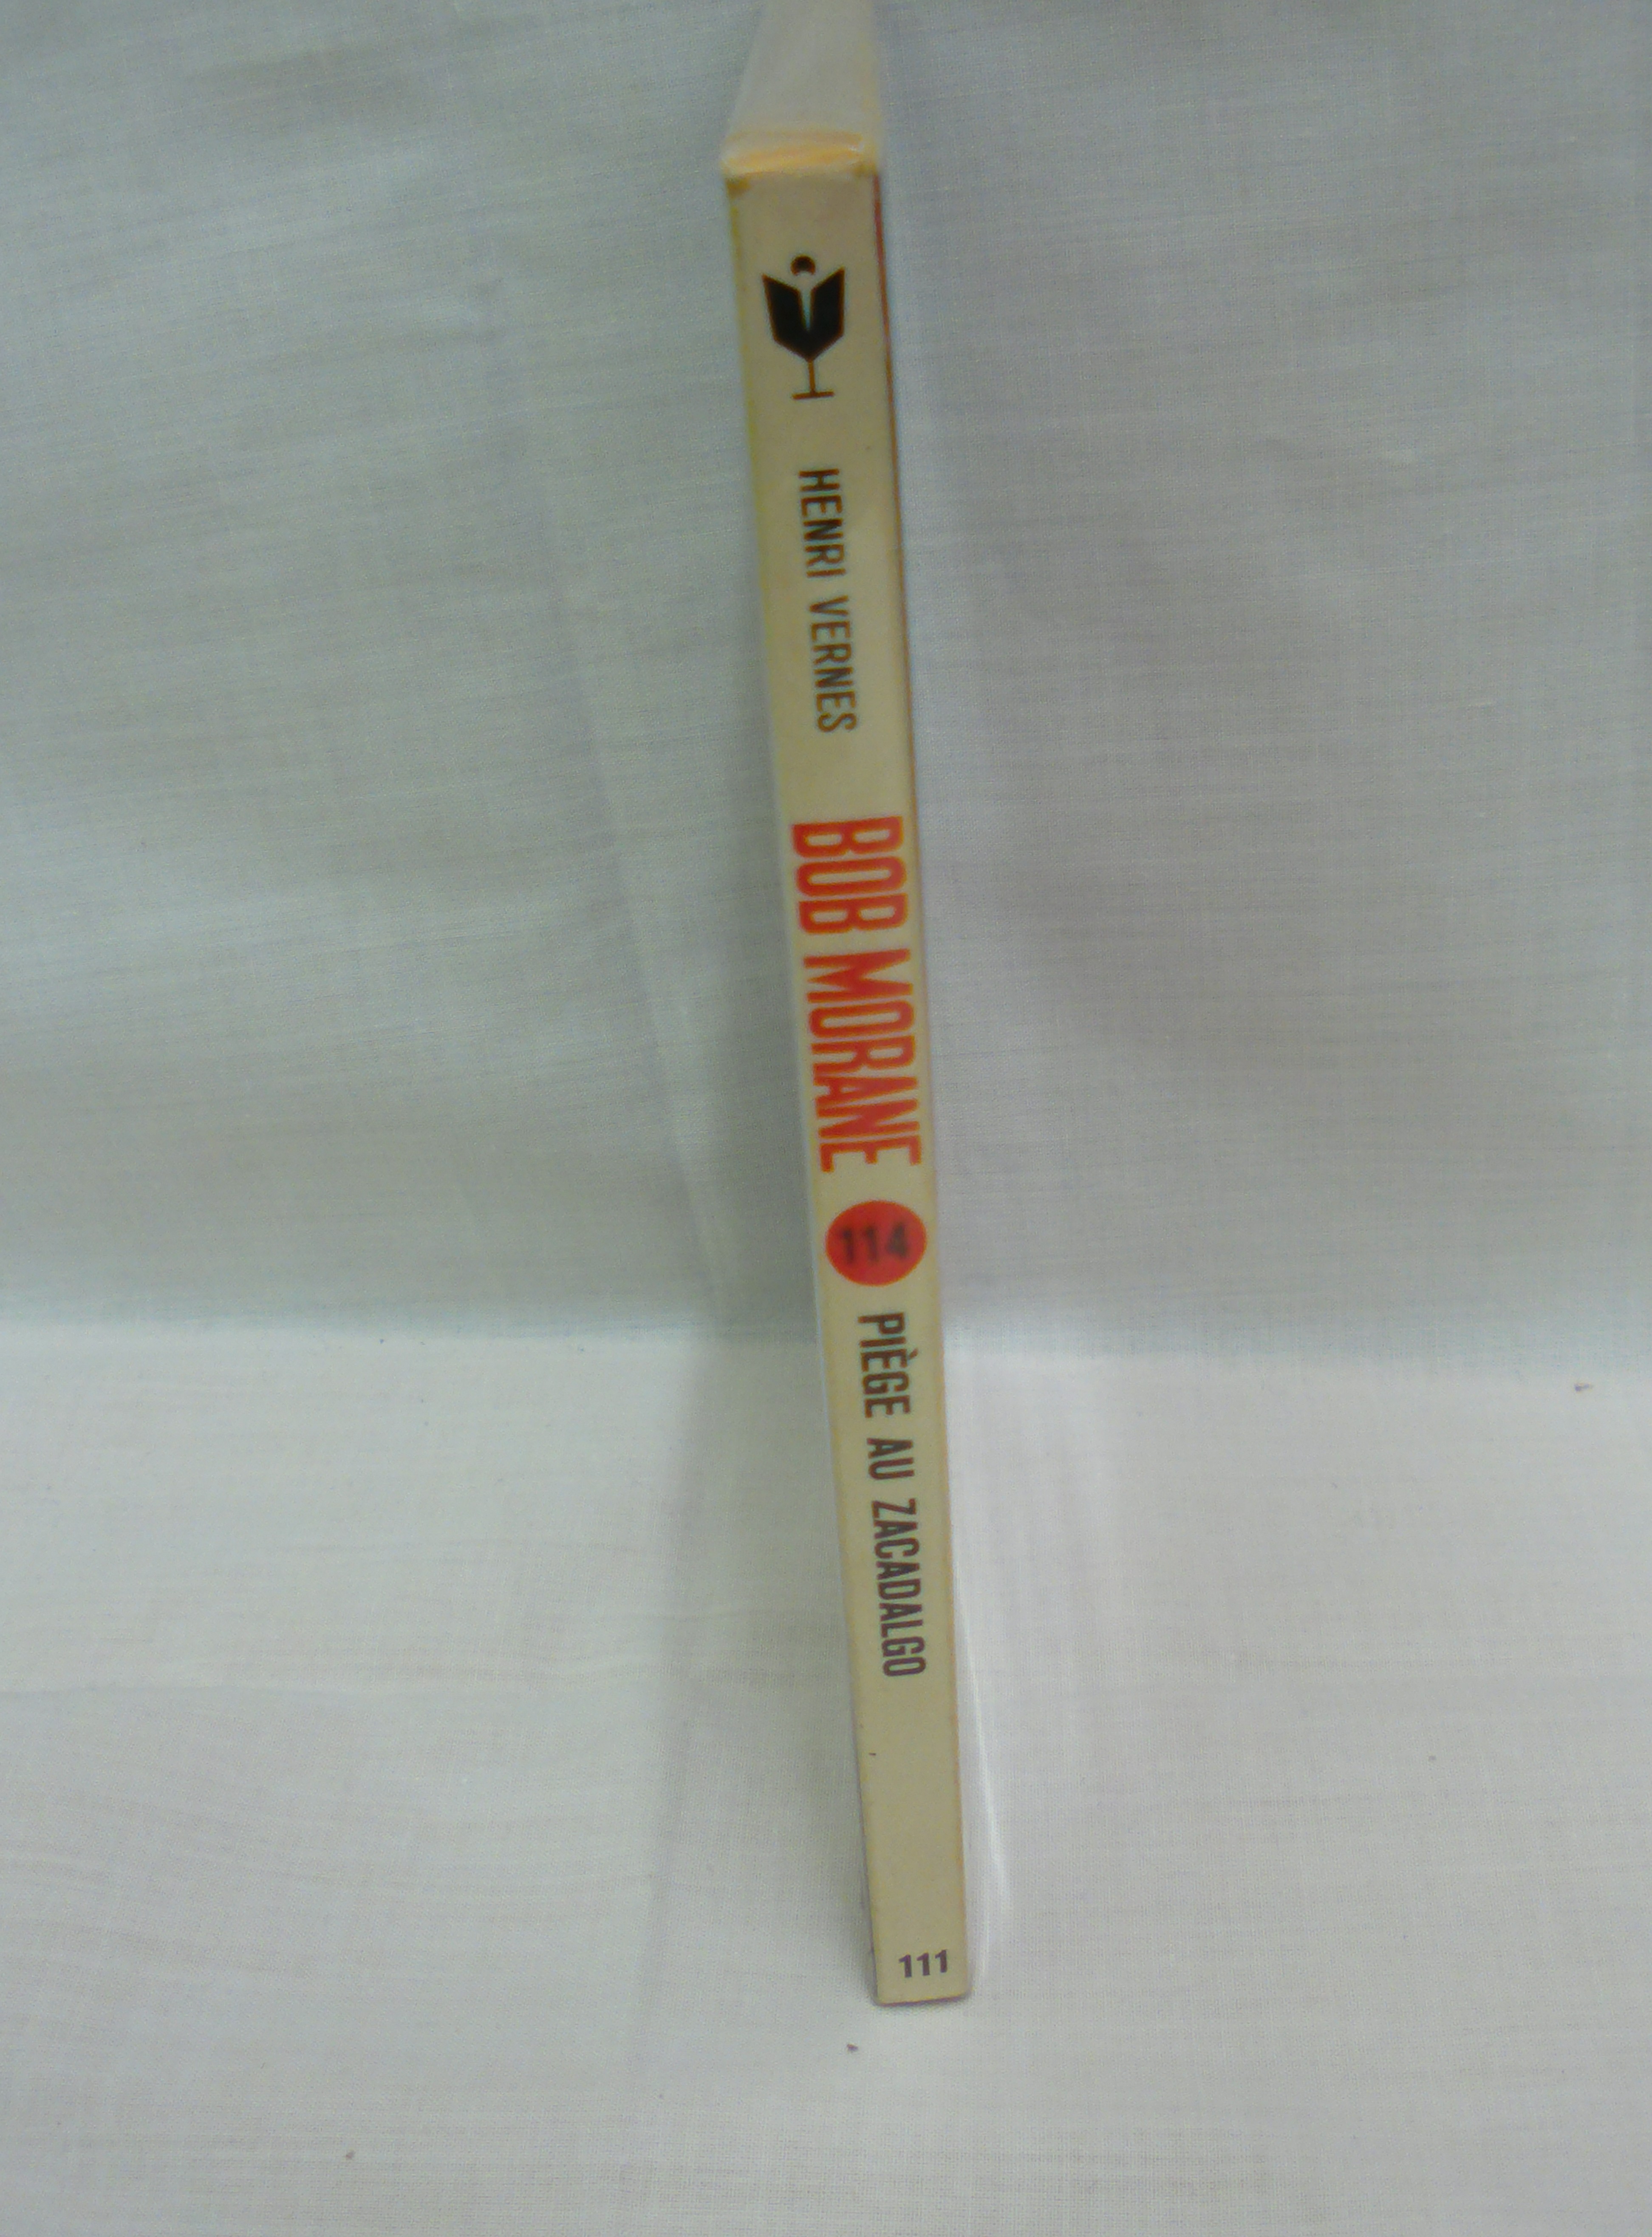 HENRI VERNES
BOB MORANE
114
PIÈGE AU ZACADALGO
111